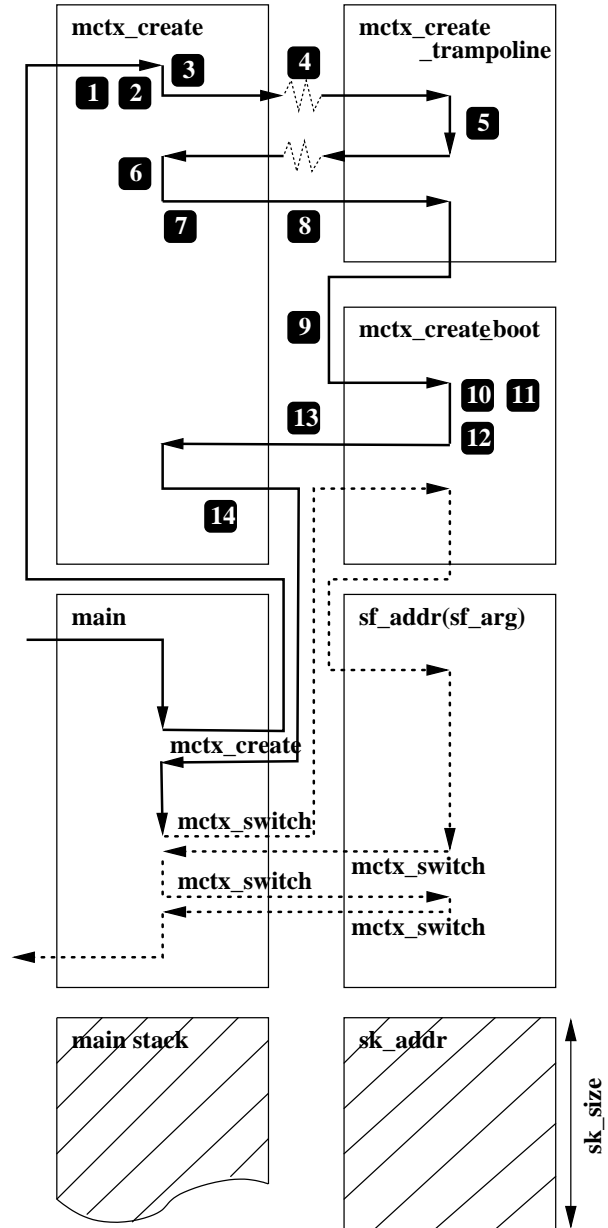 mctx_create
mctx_create
_trampoline
3
4
1 2
5
6
7
8
9
mctx_create_boot
10 11
13
12
14
main
sf_addr(sf_arg)
mctx_create
mctx_switch
mctx_switch
mctx_switch
mctx_switch
main stack
sk_addr
sk_size